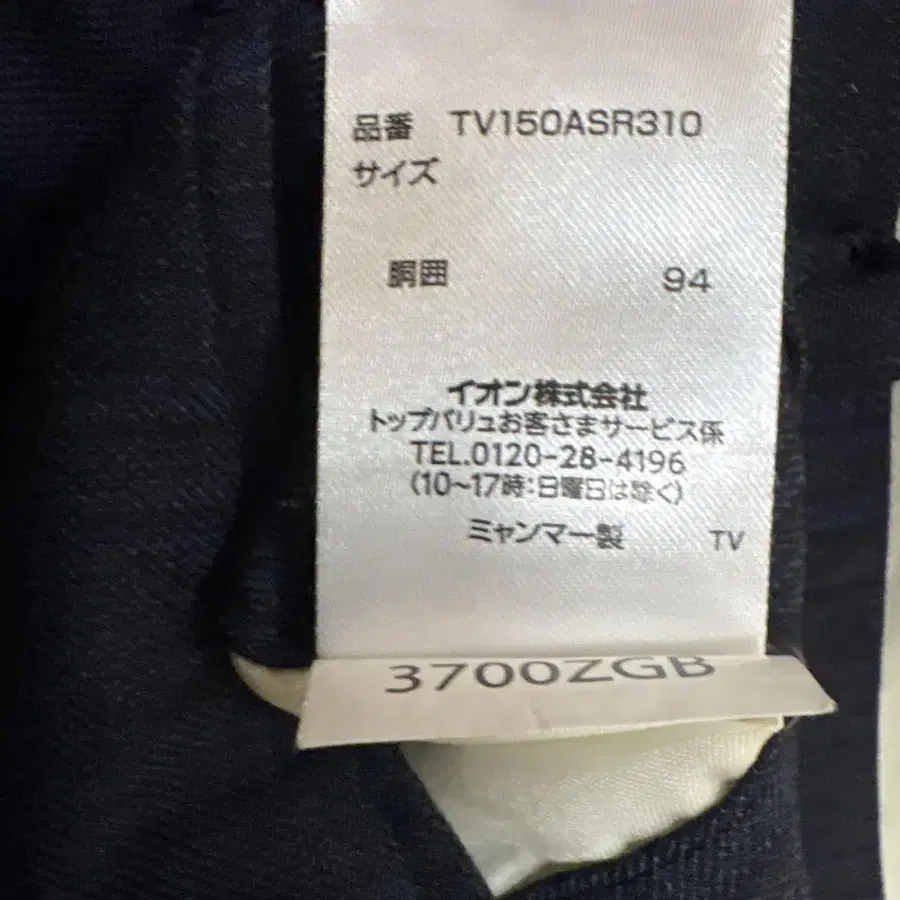 品番 TV150ASR310
サイズ
胴囲 94
イオン株式会社
トップバリュお客さまサービス係
TEL.0120-28-4196
(10~17時:日曜日は除く)
ミャンマー製 TV
3700ZGB